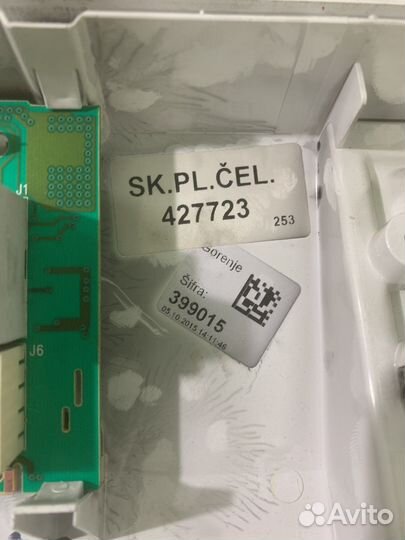 J1
SK.PL.ČEL.
427723
253
Gorenje
Šifra:
399015
05.10.2015 14:11:46
J6
Avito